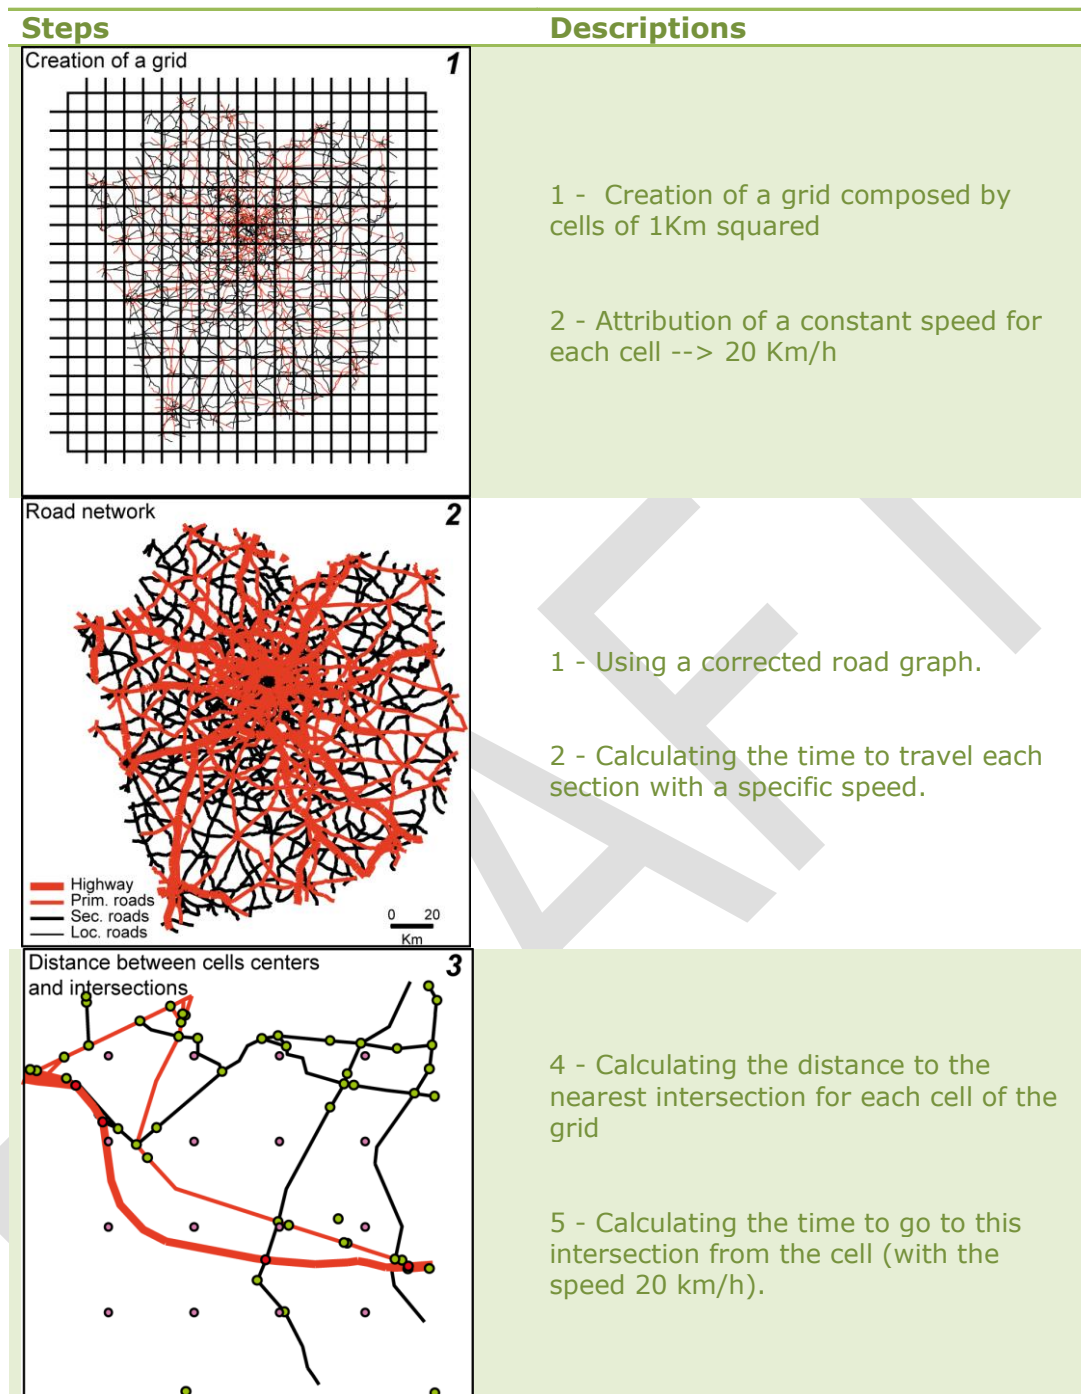 Steps
Descriptions
Creation of a grid
1
1 - Creation of a grid composed by
cells of 1Km squared
2 - Attribution of a constant speed for
each cell --> 20 Km/h
Road network
2
Highway
Prim. roads
Sec. roads
Loc. roads
0 20
Km
1 - Using a corrected road graph.
2 - Calculating the time to travel each
section with a specific speed.
Distance between cells centers
and intersections
3
4 - Calculating the distance to the
nearest intersection for each cell of the
grid
5 - Calculating the time to go to this
intersection from the cell (with the
speed 20 km/h).